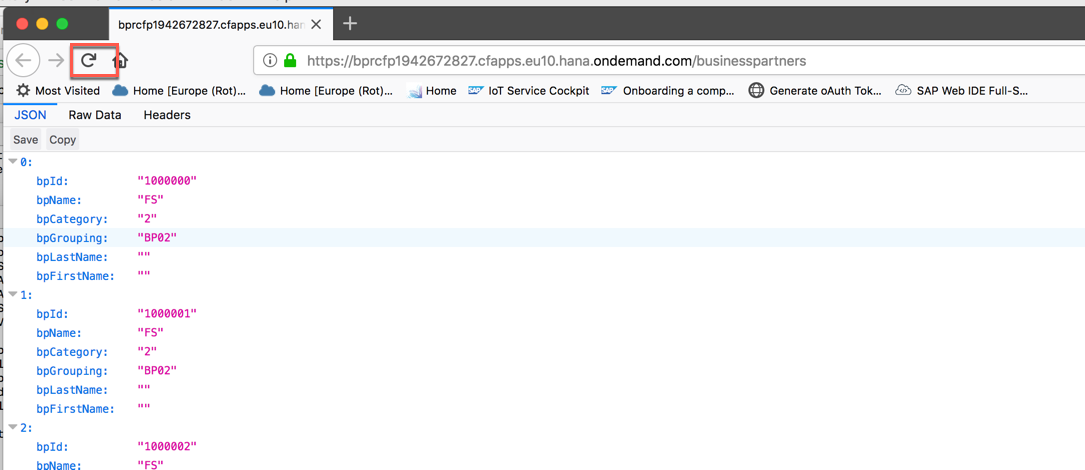 bprcfp1942672827.cfapps.eu10.han
https://bprcfp1942672827.cfapps.eu10.hana.ondemand.com/businesspartners
Most Visited Home [Europe (Rot)... Home [Europe (Rot)... Home IoT Service Cockpit Onboarding a comp... Generate oAuth Tok... SAP Web IDE Full-S...
JSON Raw Data Headers
Save Copy
0:
bpId: "1000000"
bpName: "FS"
bpCategory: "2"
bpGrouping: "BP02"
bpLastName: ""
bpFirstName: ""
1:
bpId: "1000001"
bpName: "FS"
bpCategory: "2"
bpGrouping: "BP02"
bpLastName: ""
bpFirstName: ""
2:
bpId: "1000002"
bpName: "FS"